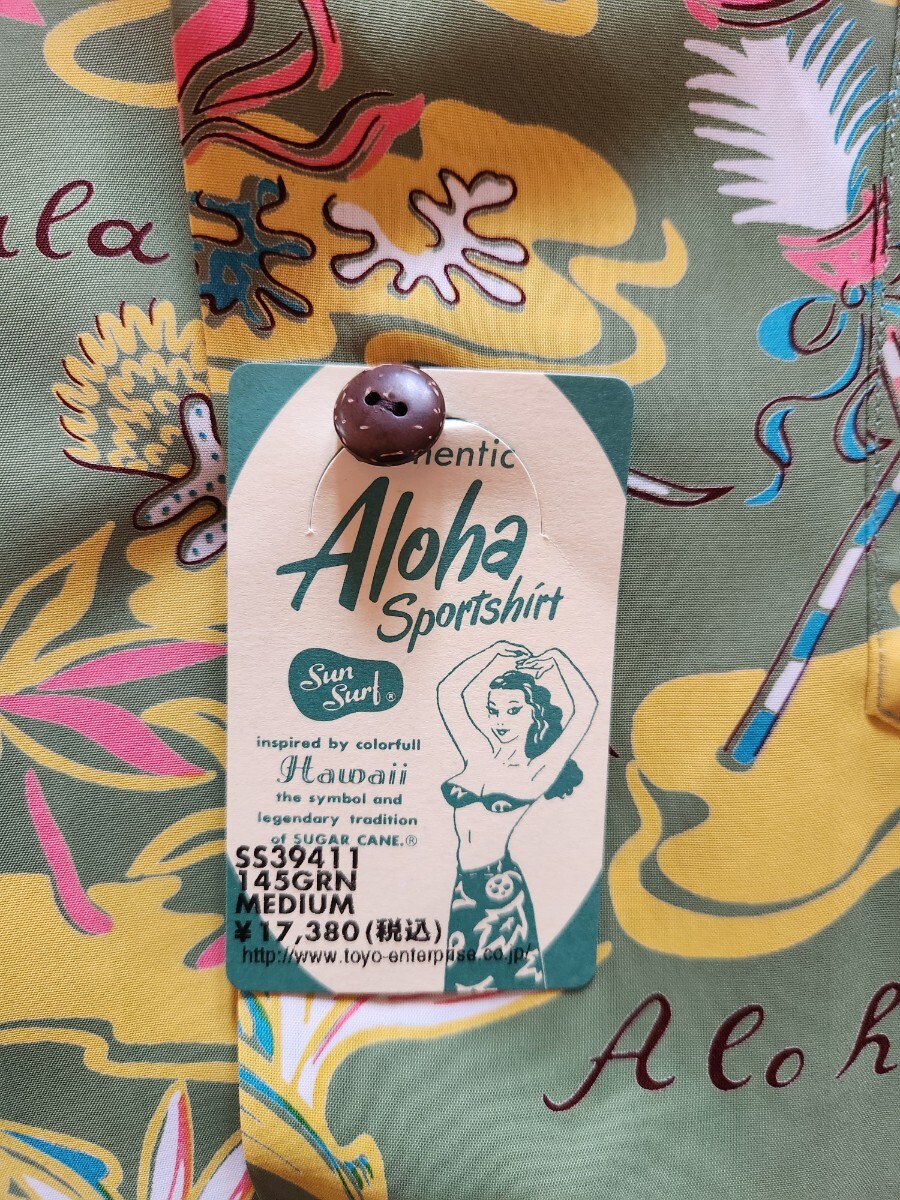 ula
hentic
Aloha
Sportshirt
Sun
Surf®
inspired by colorfull
Hawaii
the symbol and
legendary tradition
of SUGAR CANE.®
SS39411
145GRN
MEDIUM
¥17,380(税込)
http://www.toyo-enterprise.co.jp/
Aloh